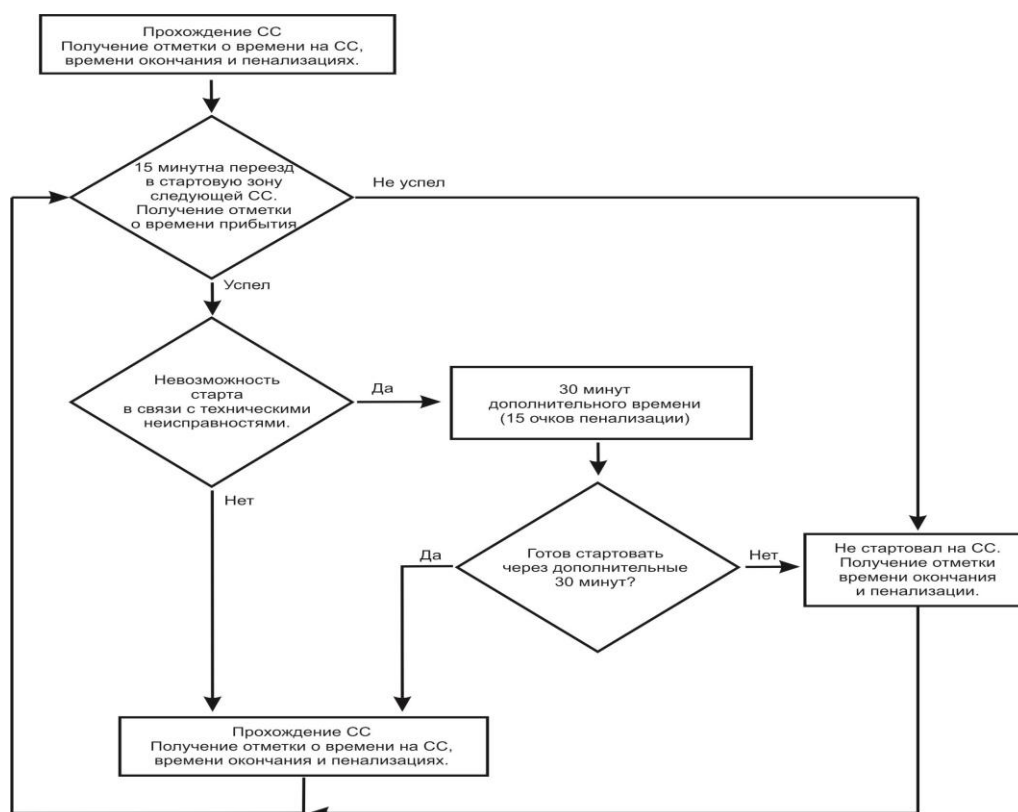 Прохождение СС
Получение отметки о времени на СС,
времени окончания и пенализациях.
15 минутна переезд
в стартовую зону
следующей СС.
Получение отметки
о времени прибытия
Не успел
Успел
Невозможность
старта
в связи с техническими
неисправностями.
Да
30 минут
дополнительного времени
(15 очков пенализации)
Нет
Да
Готов стартовать
через дополнительные
30 минут?
Нет
Не стартовал на СС.
Получение отметки
времени окончания
и пенализации.
Прохождение СС
Получение отметки о времени на СС,
времени окончания и пенализациях.